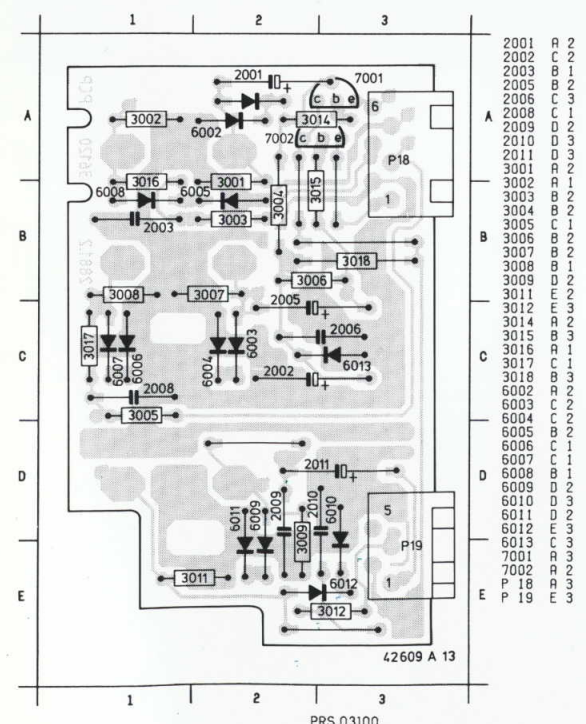 1 2 3
2001
7001
c b e
6
A
3002
6002
3014
A
7002
c b e
P18
6008
3016
6005
3001
3004
3015
1
2003
3003
B
3018
B
3006
3008
3007
2005
C
3017
6007
6006
6004
6003
2006
6013
C
2008
2002
3005
D
2011
D
6011
6009
2009
3009
2010
6010
5
P19
3011
6012
1
E
3012
E
42609 A 13
1 2 3
PRS 03100
2001 A 2
2002 C 2
2003 B 1
2005 B 2
2006 C 3
2008 C 1
2009 D 2
2010 D 3
2011 D 3
3001 A 2
3002 A 1
3003 B 2
3004 B 2
3005 C 1
3006 B 2
3007 B 2
3008 B 1
3009 D 2
3011 E 2
3012 E 3
3014 A 2
3015 B 3
3016 A 1
3017 C 1
3018 B 3
6002 A 2
6003 C 2
6004 C 2
6005 B 2
6006 C 1
6007 C 1
6008 B 1
6009 D 2
6010 D 3
6011 D 2
6012 E 3
6013 C 3
7001 A 3
7002 A 2
P 18 A 3
P 19 E 3